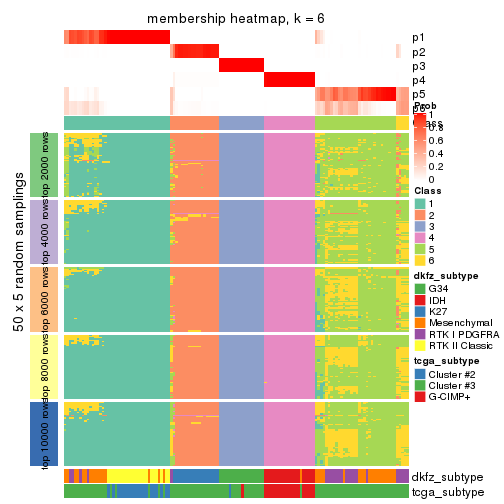 membership heatmap, k = 6
p1
p2
p3
p4
p5
p6
50 x 5 random samplings
top 2000 rows
top 4000 rows
top 6000 rows
top 8000 rows
top 10000 rows
dkfz_subtype
tcga_subtype
Prob
1
0.8
0.6
0.4
0.2
0
Class
1
2
3
4
5
6
dkfz_subtype
G34
IDH
K27
Mesenchymal
RTK I PDGFRA
RTK II Classic
tcga_subtype
Cluster #2
Cluster #3
G-CIMP+